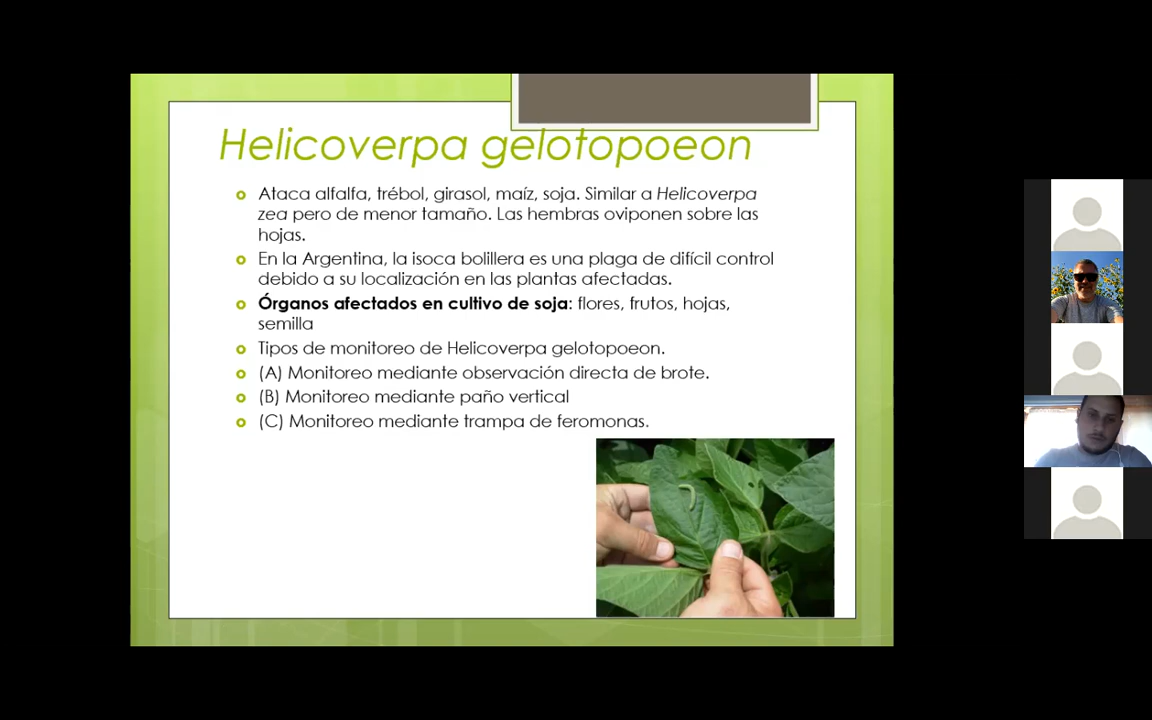 Helicoverpa gelotopoeon
Ataca alfalfa, trébol, girasol, maíz, soja. Similar a Helicoverpa
zea pero de menor tamaño. Las hembras oviponen sobre las
hojas.
En la Argentina, la isoca bolillera es una plaga de difícil control
debido a su localización en las plantas afectadas.
Órganos afectados en cultivo de soja: flores, frutos, hojas,
semilla
Tipos de monitoreo de Helicoverpa gelotopoeon.
(A) Monitoreo mediante observación directa de brote.
(B) Monitoreo mediante paño vertical
(C) Monitoreo mediante trampa de feromonas.